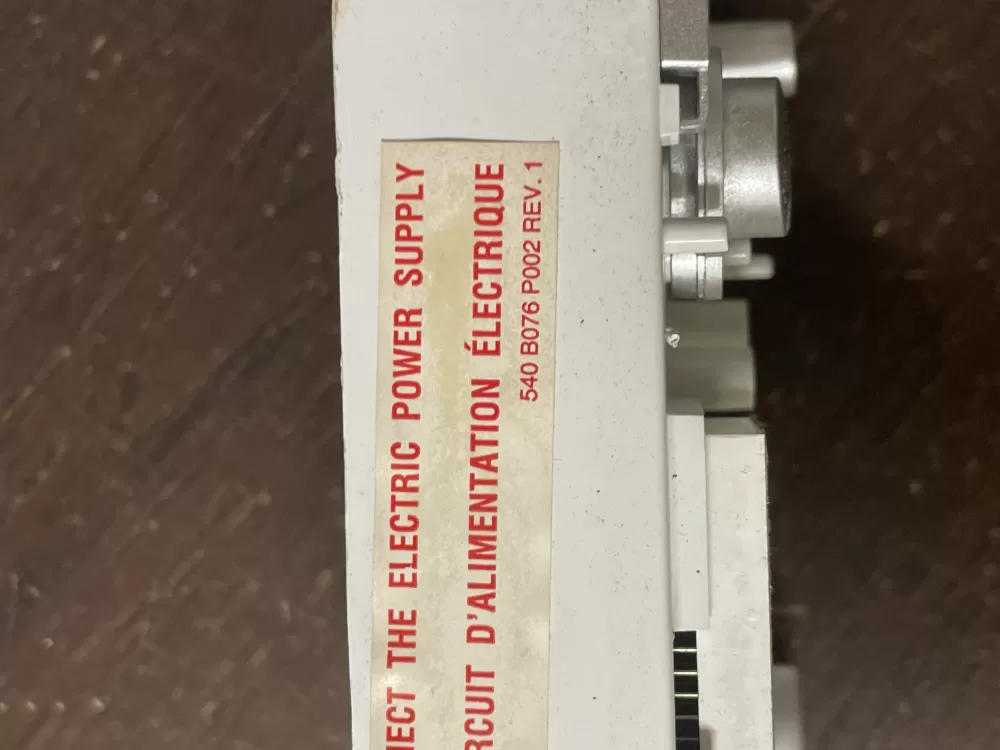 NECT THE ELECTRIC POWER SUPPLY
RCUIT D'ALIMENTATION ÉLECTRIQUE
540 B076 P002 REV. 1